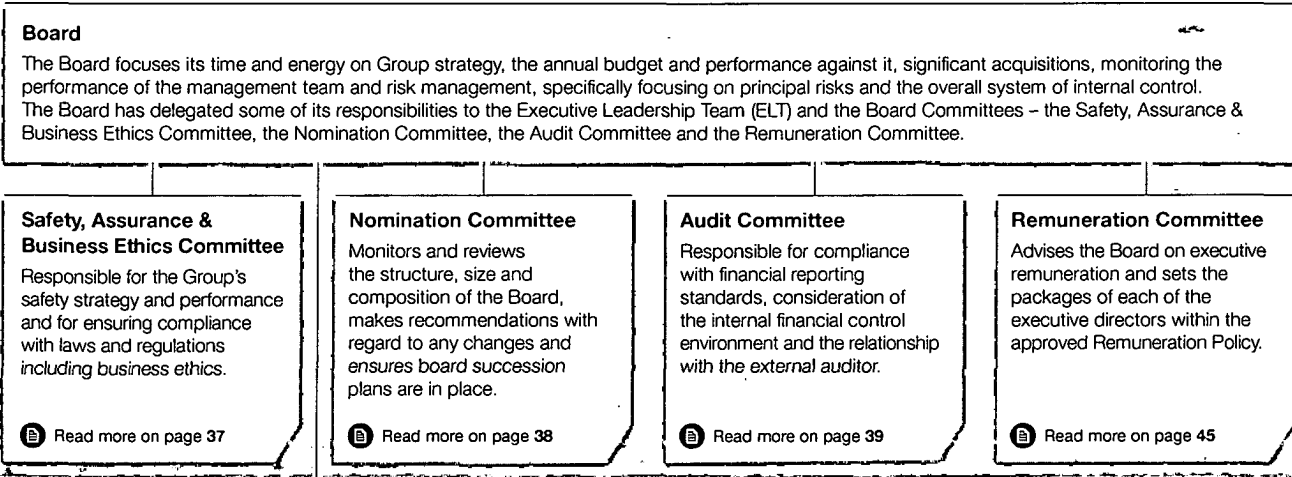 Board
The Board focuses its time and energy on Group strategy, the annual budget and performance against it, significant acquisitions, monitoring the
performance of the management team and risk management, specifically focusing on principal risks and the overall system of internal control.
The Board has delegated some of its responsibilities to the Executive Leadership Team (ELT) and the Board Committees – the Safety, Assurance &
Business Ethics Committee, the Nomination Committee, the Audit Committee and the Remuneration Committee.
Safety, Assurance &
Business Ethics Committee
Responsible for the Group's
safety strategy and performance
and for ensuring compliance
with laws and regulations
including business ethics.
Read more on page 37
Nomination Committee
Monitors and reviews
the structure, size and
composition of the Board,
makes recommendations with
regard to any changes and
ensures board succession
plans are in place.
Read more on page 38
Audit Committee
Responsible for compliance
with financial reporting
standards, consideration of
the internal financial control
environment and the relationship
with the external auditor.
Read more on page 39
Remuneration Committee
Advises the Board on executive
remuneration and sets the
packages of each of the
executive directors within the
approved Remuneration Policy.
Read more on page 45